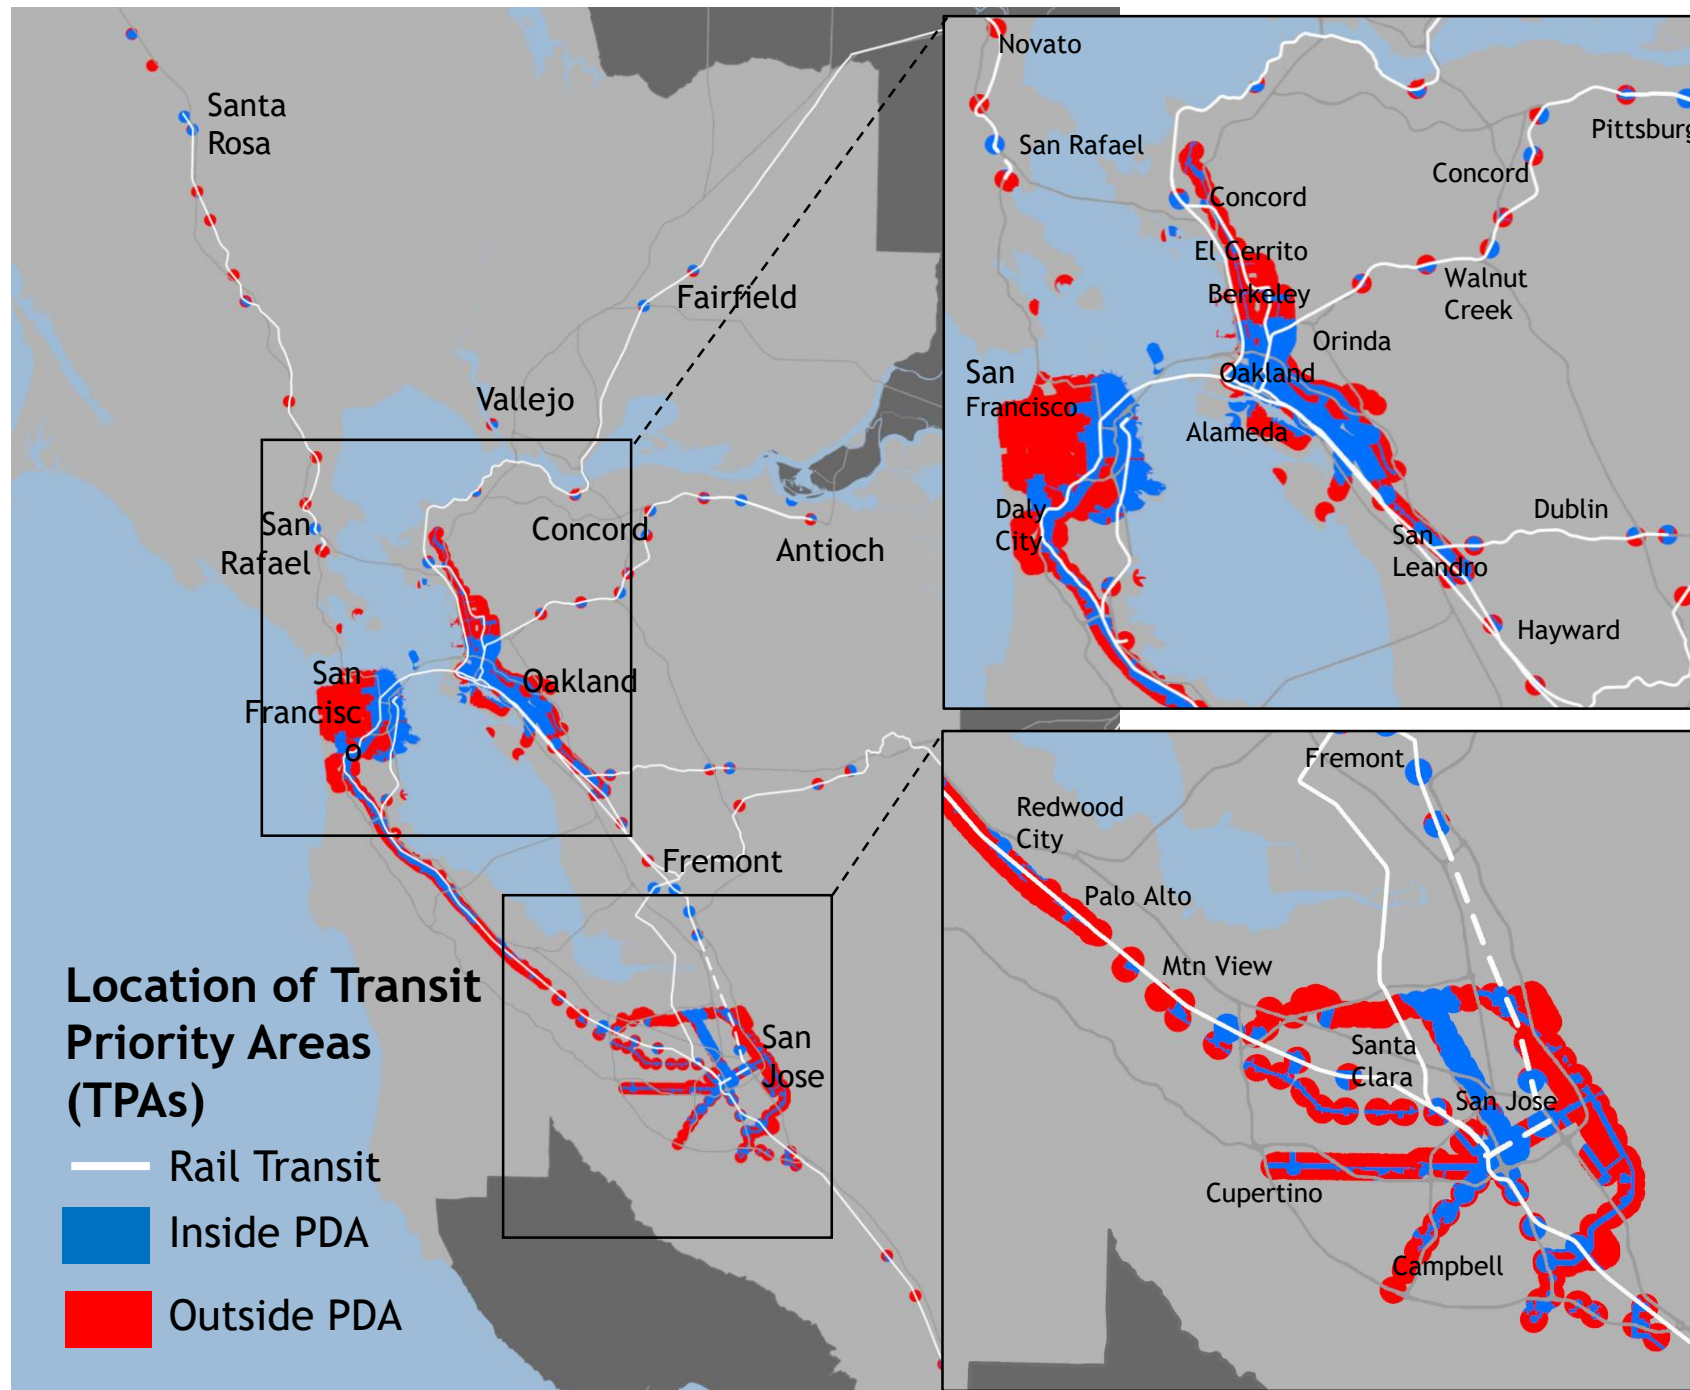 Santa
Rosa
Fairfield
Vallejo
San
Rafael
Concord
Antioch
San
Francisc
o
Oakland
Fremont
San
Jose
Location of Transit
Priority Areas
(TPAs)
Rail Transit
Inside PDA
Outside PDA
Novato
San Rafael
Pittsburg
Concord
Concord
El Cerrito
Berkeley
Walnut
Creek
Orinda
San
Francisco
Oakland
Alameda
Daly
City
Dublin
San
Leandro
Hayward
Fremont
Redwood
City
Palo Alto
Mtn View
Santa
Clara
San Jose
Cupertino
Campbell